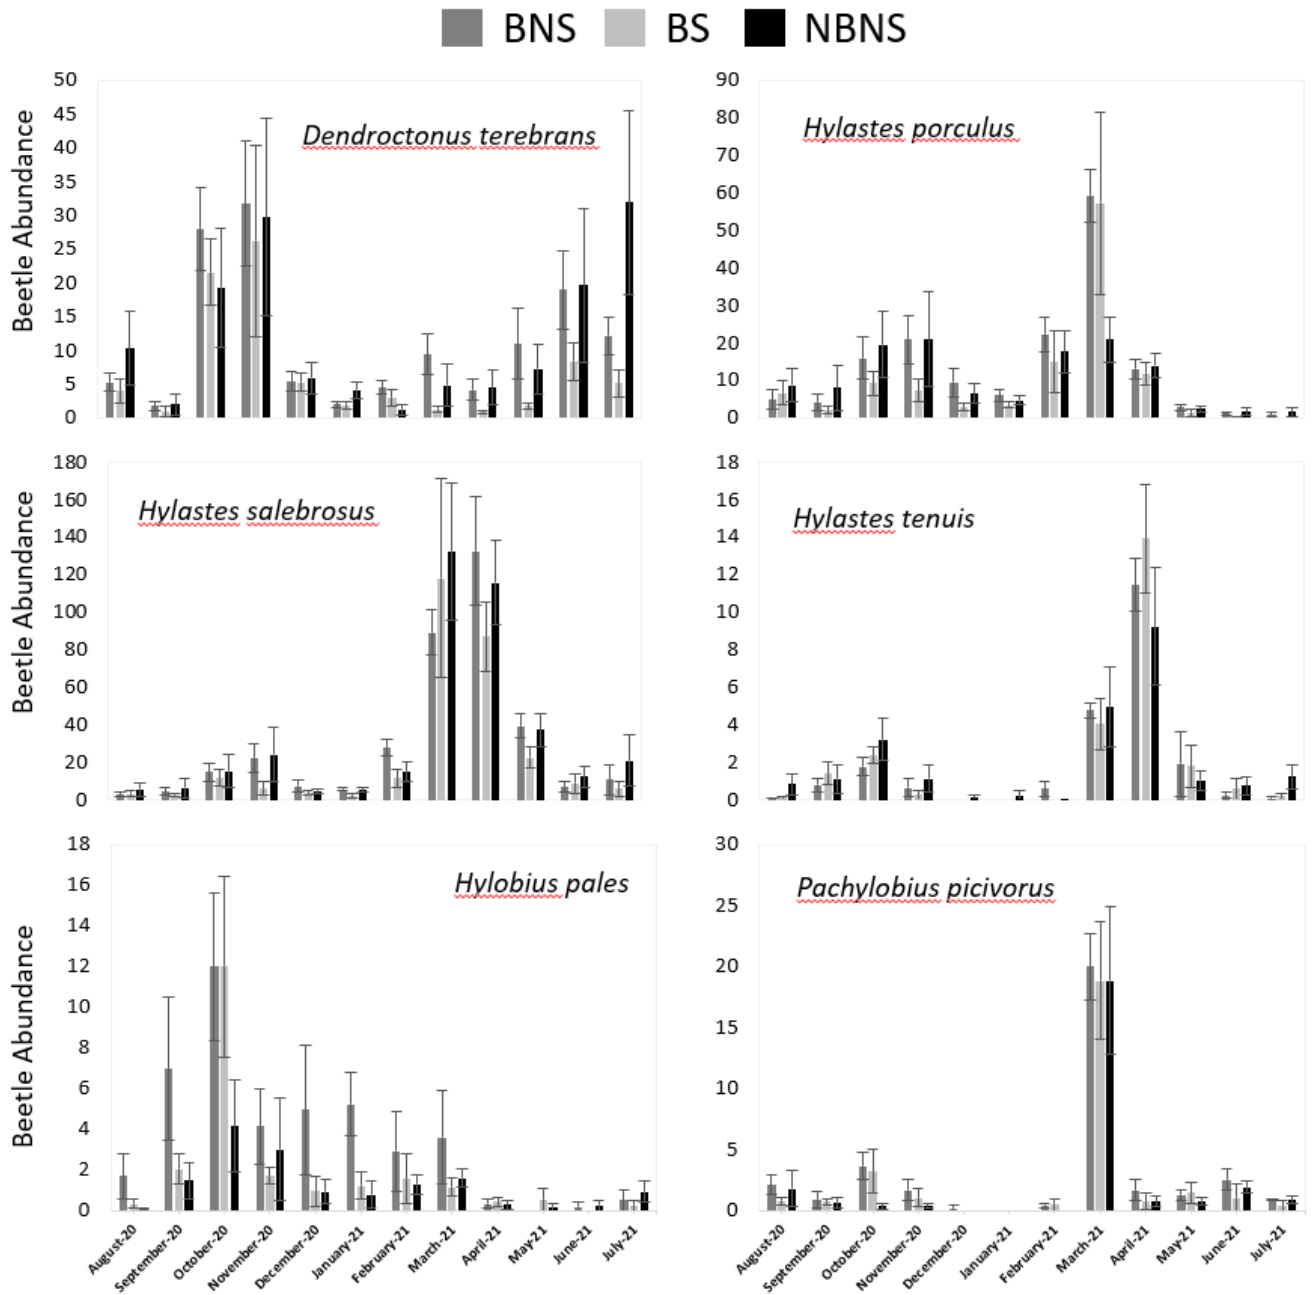 BNS BS NBNS
50
45
40
35
30
25
20
15
10
5
0
Beetle Abundance
Dendroctonus terebrans
90
80
70
60
50
40
30
20
10
0
Hylastes porculus
180
160
140
120
100
80
60
40
20
0
Beetle Abundance
Hylastes salebrosus
18
16
14
12
10
8
6
4
2
0
Hylastes tenuis
18
16
14
12
10
8
6
4
2
0
Beetle Abundance
Hylobius pales
August-20
September-20
October-20
November-20
December-20
January-21
February-21
March-21
April-21
May-21
June-21
July-21
30
25
20
15
10
5
0
Pachylobius picivorus
August-20
September-20
October-20
November-20
December-20
January-21
February-21
March-21
April-21
May-21
June-21
July-21